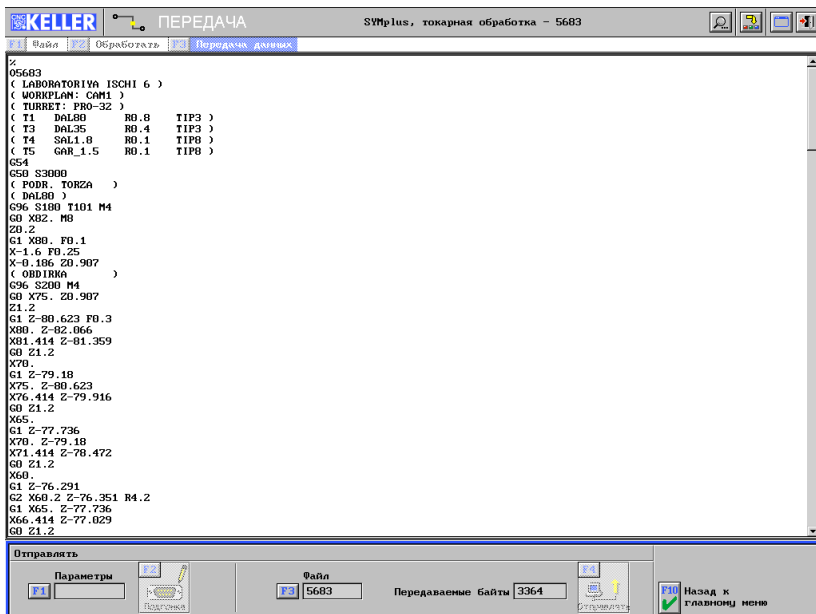 KELLER ПЕРЕДАЧА SYMplus, токарная обработка - 5683
F1 Файл F2 Обработать F3 Передача данных
%
O5683
( LABORATORIYA ISCHI 6 )
( WORKPLAN: CAM1 )
( TURRET: PRO-32 )
( T1 DAL80 R0.8 TIP3 )
( T3 DAL35 R0.4 TIP3 )
( T4 SAL1.8 R0.1 TIP8 )
( T5 GAR_1.5 R0.1 TIP8 )
G54
G50 S3000
( PODR. TORZA )
( DAL80 )
G96 S180 T101 M4
G0 X82. M8
Z0.2
G1 X80. F0.1
X-1.6 F0.25
X-0.186 Z0.907
( OBDIRKA )
G96 S200 M4
G0 X75. Z0.907
Z1.2
G1 Z-80.623 F0.3
X80. Z-82.066
X81.414 Z-81.359
G0 Z1.2
X70.
G1 Z-79.18
X75. Z-80.623
X76.414 Z-79.916
G0 Z1.2
X65.
G1 Z-77.736
X70. Z-79.18
X71.414 Z-78.472
G0 Z1.2
X60.
G1 Z-76.291
G2 X60.2 Z-76.351 R4.2
G1 X65. Z-77.736
X66.414 Z-77.029
G0 Z1.2
Отправлять
Параметры
F1
F2
Подгонка
Файл
F3 5683
Передаваемые байты 3364
F4
Отправлять
F10 Назад к
главному меню